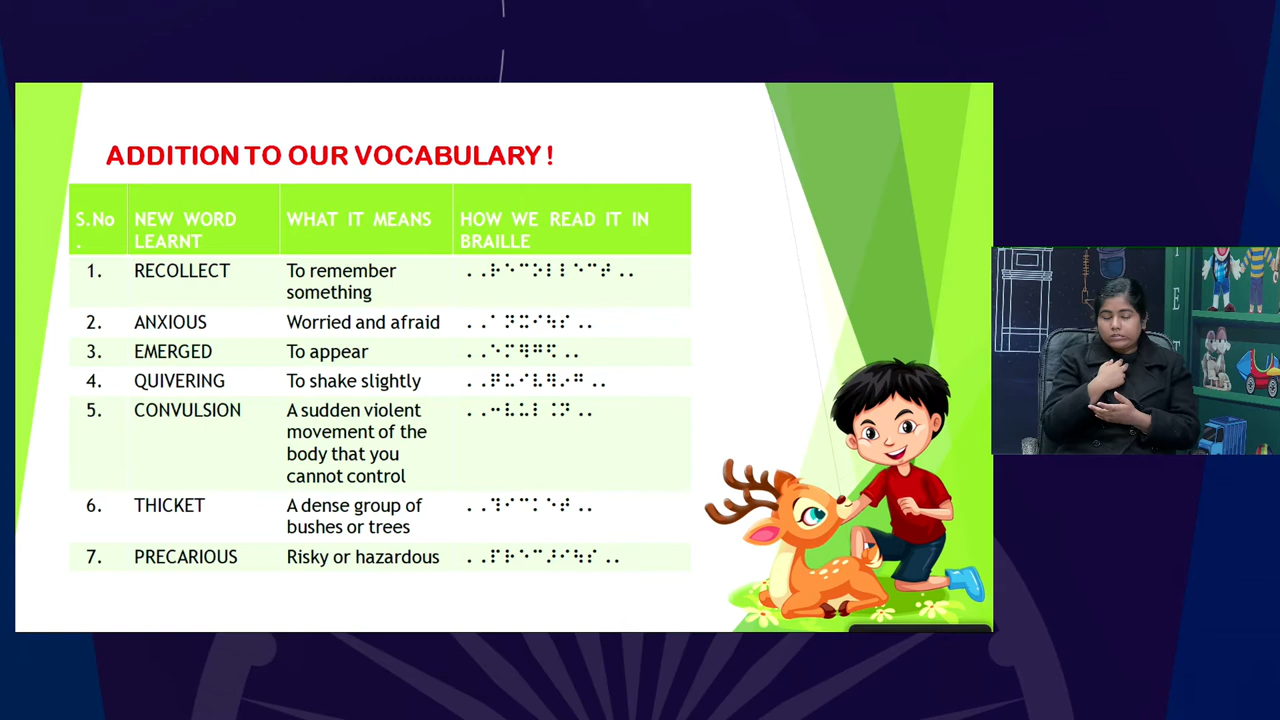 ADDITION TO OUR VOCABULARY !
S.No NEW WORD WHAT IT MEANS HOW WE READ IT IN
. LEARNT BRAILLE
1. RECOLLECT To remember ⠠⠠⠗⠑⠉⠕⠇⠇⠑⠉⠞⠠⠄
something
2. ANXIOUS Worried and afraid
3. EMERGED To appear
4. QUIVERING To shake slightly
5. CONVULSION A sudden violent
movement of the
body that you
cannot control
6. THICKET A dense group of
bushes or trees
7. PRECARIOUS Risky or hazardous
T
E
T